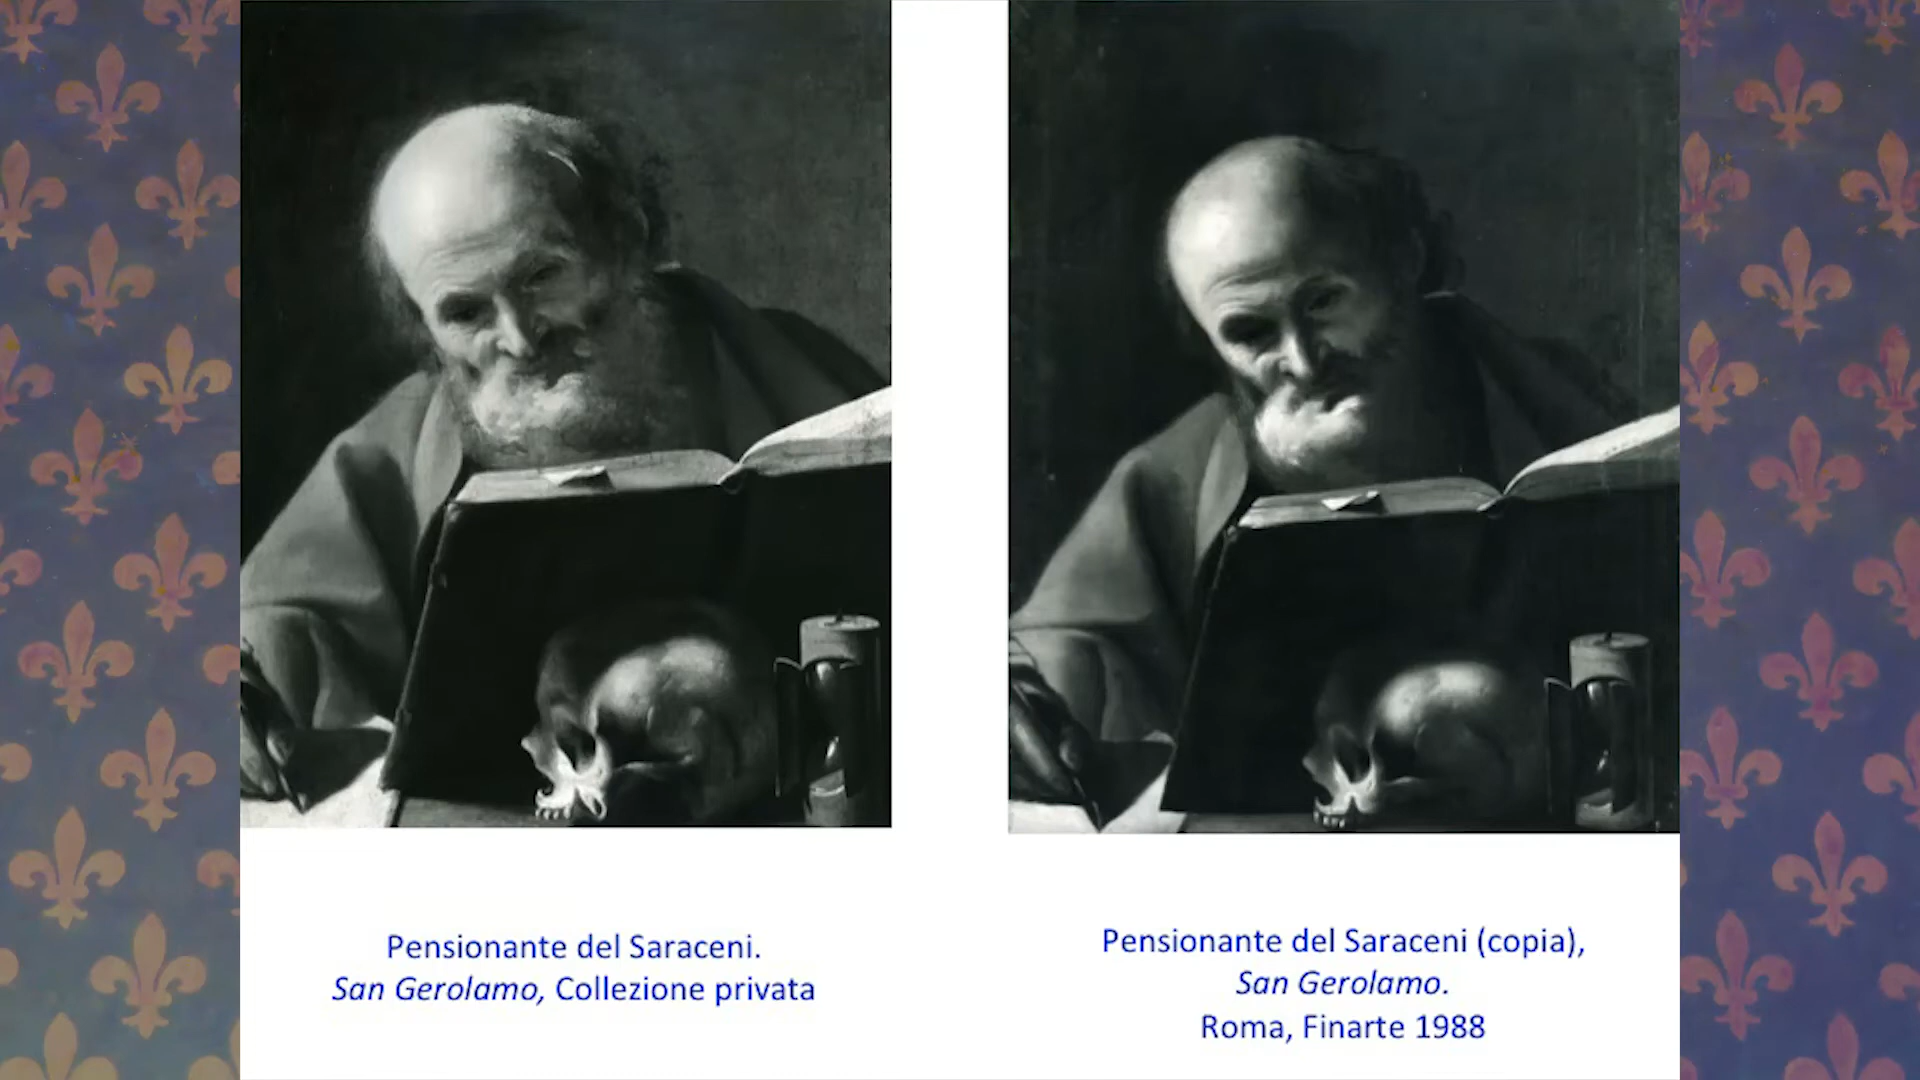 Pensionante del Saraceni.
San Gerolamo, Collezione privata
Pensionante del Saraceni (copia),
San Gerolamo.
Roma, Finarte 1988